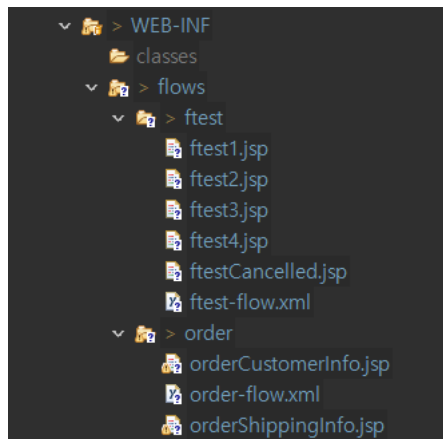 > WEB-INF
classes
> flows
> ftest
ftest1.jsp
ftest2.jsp
ftest3.jsp
ftest4.jsp
ftestCancelled.jsp
ftest-flow.xml
> order
orderCustomerInfo.jsp
order-flow.xml
orderShippingInfo.jsp